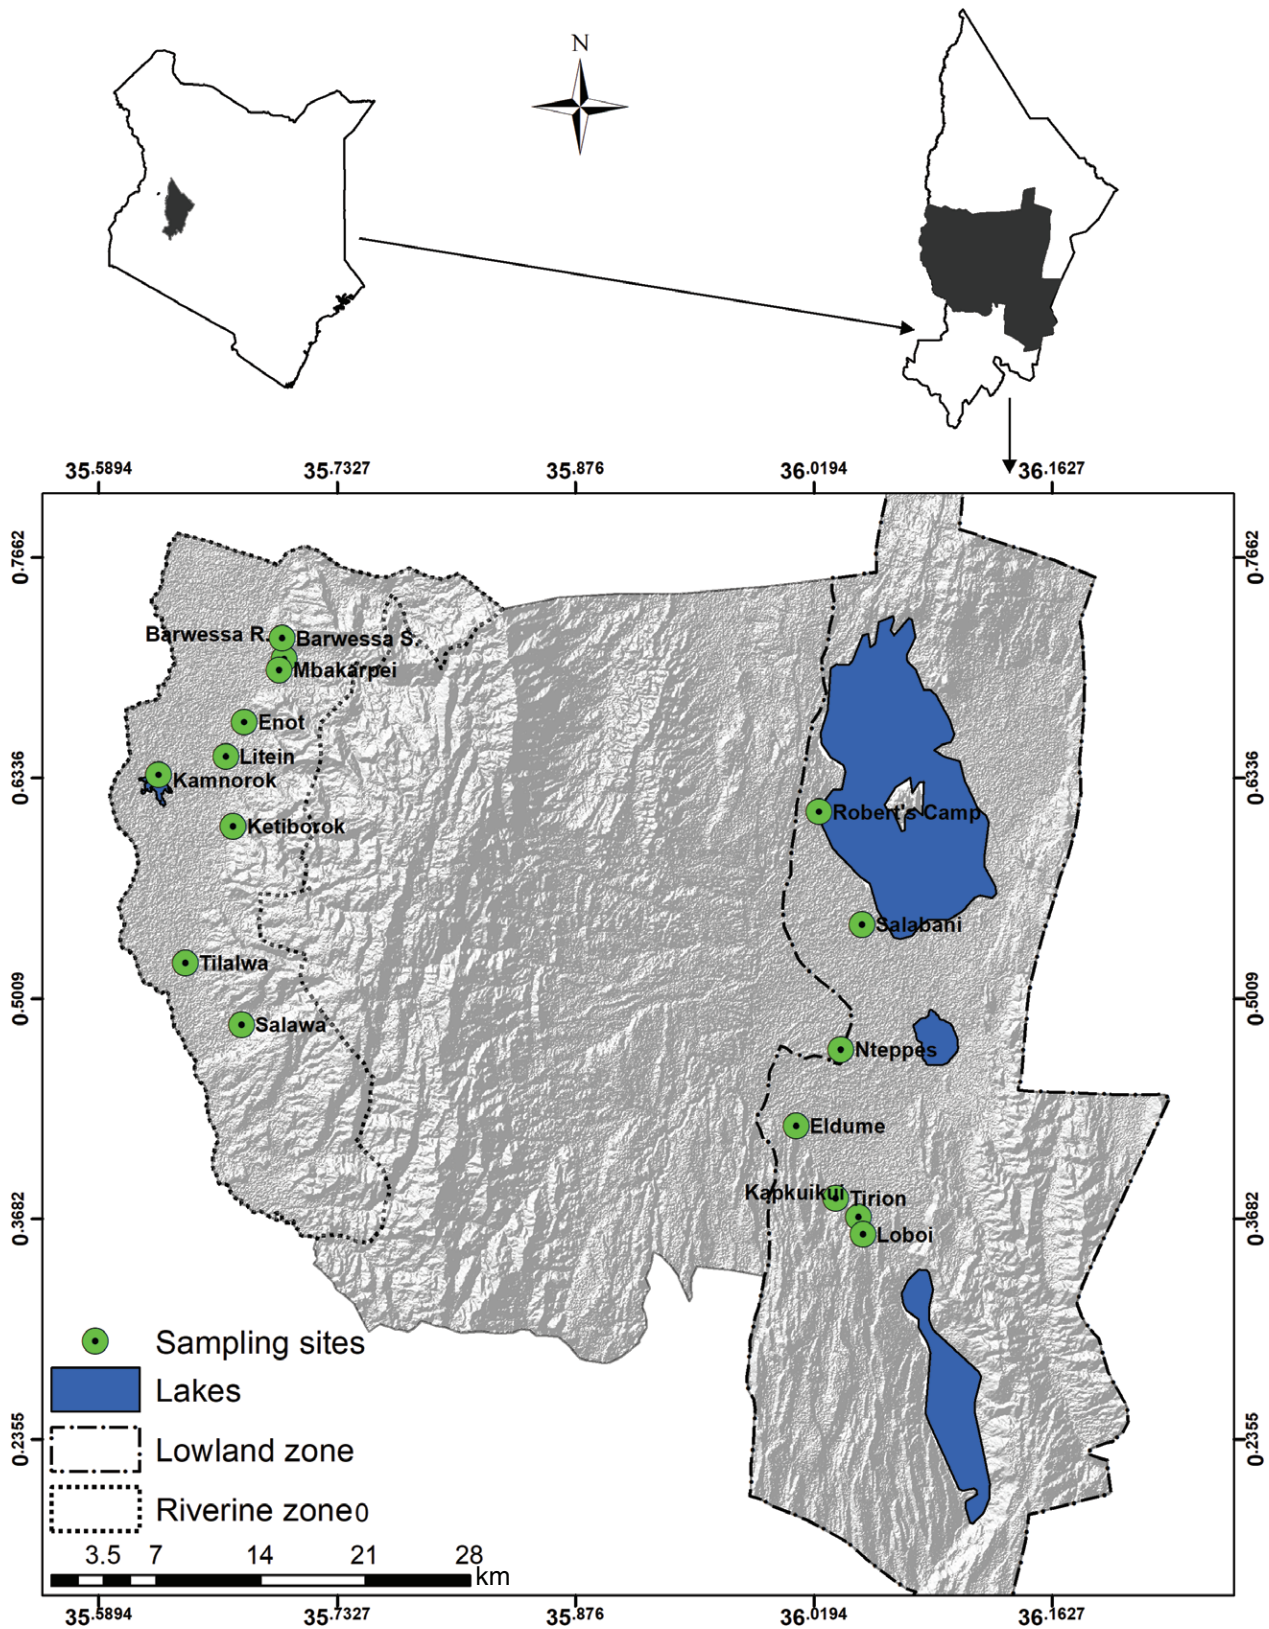 N
35.5894 35.7327 35.876 36.0194 36.1627
0.7662 0.7662
Barwessa R. Barwessa S.
Mbakarpei
Enot
Litein
0.6336 Kamnorok 0.6336
Robert's Camp
Ketiborok
Salabani
Tilalwa
0.5009 0.5009
Salawa
Nteppes
Eldume
Kapkuikui Tirion
0.3682 0.3682
Loboi
Sampling sites
Lakes
0.2355 0.2355
Lowland zone
Riverine zone0
3.5 7 14 21 28
km
35.5894 35.7327 35.876 36.0194 36.1627